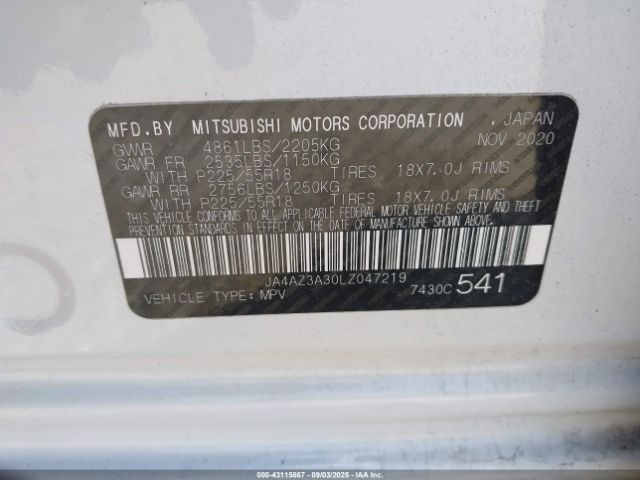 MFD.BY MITSUBISHI MOTORS CORPORATION , JAPAN
GVWR 4861LBS/2205KG NOV 2020
GAWR FR 2535LBS/1150KG
WITH P225/55R18 TIRES 18X7.0J RIMS
GAWR RR 2756LBS/1250KG
WITH P225/55R18 TIRES 18X7.0J RIMS
THIS VEHICLE CONFORMS TO ALL APPLICABLE FEDERAL MOTOR VEHICLE SAFETY AND THEFT
PREVENTION STANDARDS IN EFFECT ON THE DATE OF MANUFACTURE SHOWN ABOVE.
JA4AZ3A30LZ047219
VEHICLE TYPE: MPV 7430C 541
000-43115867 - 09/03/2025 - IAAI.com